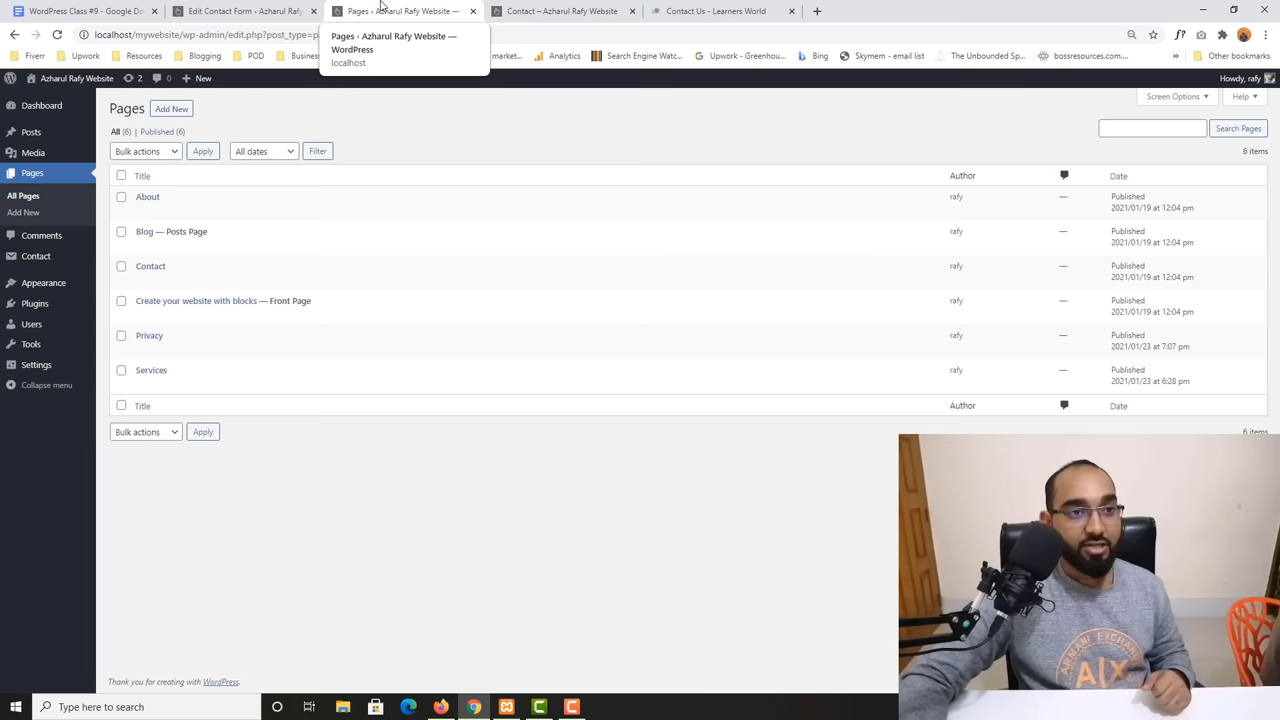 WordPress Class #9 - Google Do
Edit Contact Form ‹ Azharul Rafy
Pages ‹ Azharul Rafy Website —
Contact – Azharul Rafy Website
Contact Us - Learners World
localhost/mywebsite/wp-admin/edit.php?post_type=p
Pages ‹ Azharul Rafy Website —
WordPress
localhost
Fiverr
Upwork
Resources
Blogging
POD
Busines
market...
Analytics
Search Engine Watc...
Upwork - Greenhou...
Bing
Skymem - email list
The Unbounded Sp...
bossresources.com...
Other bookmarks
Azharul Rafy Website
2
0
New
Howdy, rafy
Dashboard
Posts
Media
Pages
All Pages
Add New
Comments
Contact
Appearance
Plugins
Users
Tools
Settings
Collapse menu
Pages
Add New
Screen Options
Help
All (6) | Published (6)
Search Pages
Bulk actions
Apply
All dates
Filter
6 items
Title
Author
Date
About
rafy
—
Published
2021/01/19 at 12:04 pm
Blog — Posts Page
rafy
—
Published
2021/01/19 at 12:04 pm
Contact
rafy
—
Published
2021/01/19 at 12:04 pm
Create your website with blocks — Front Page
rafy
—
Published
2021/01/19 at 12:04 pm
Privacy
rafy
—
Published
2021/01/23 at 7:07 pm
Services
rafy
—
Published
2021/01/23 at 6:28 pm
Title
Author
Date
Bulk actions
Apply
6 items
ARMANI EXCHANGE
A|X
Thank you for creating with WordPress.
Type here to search